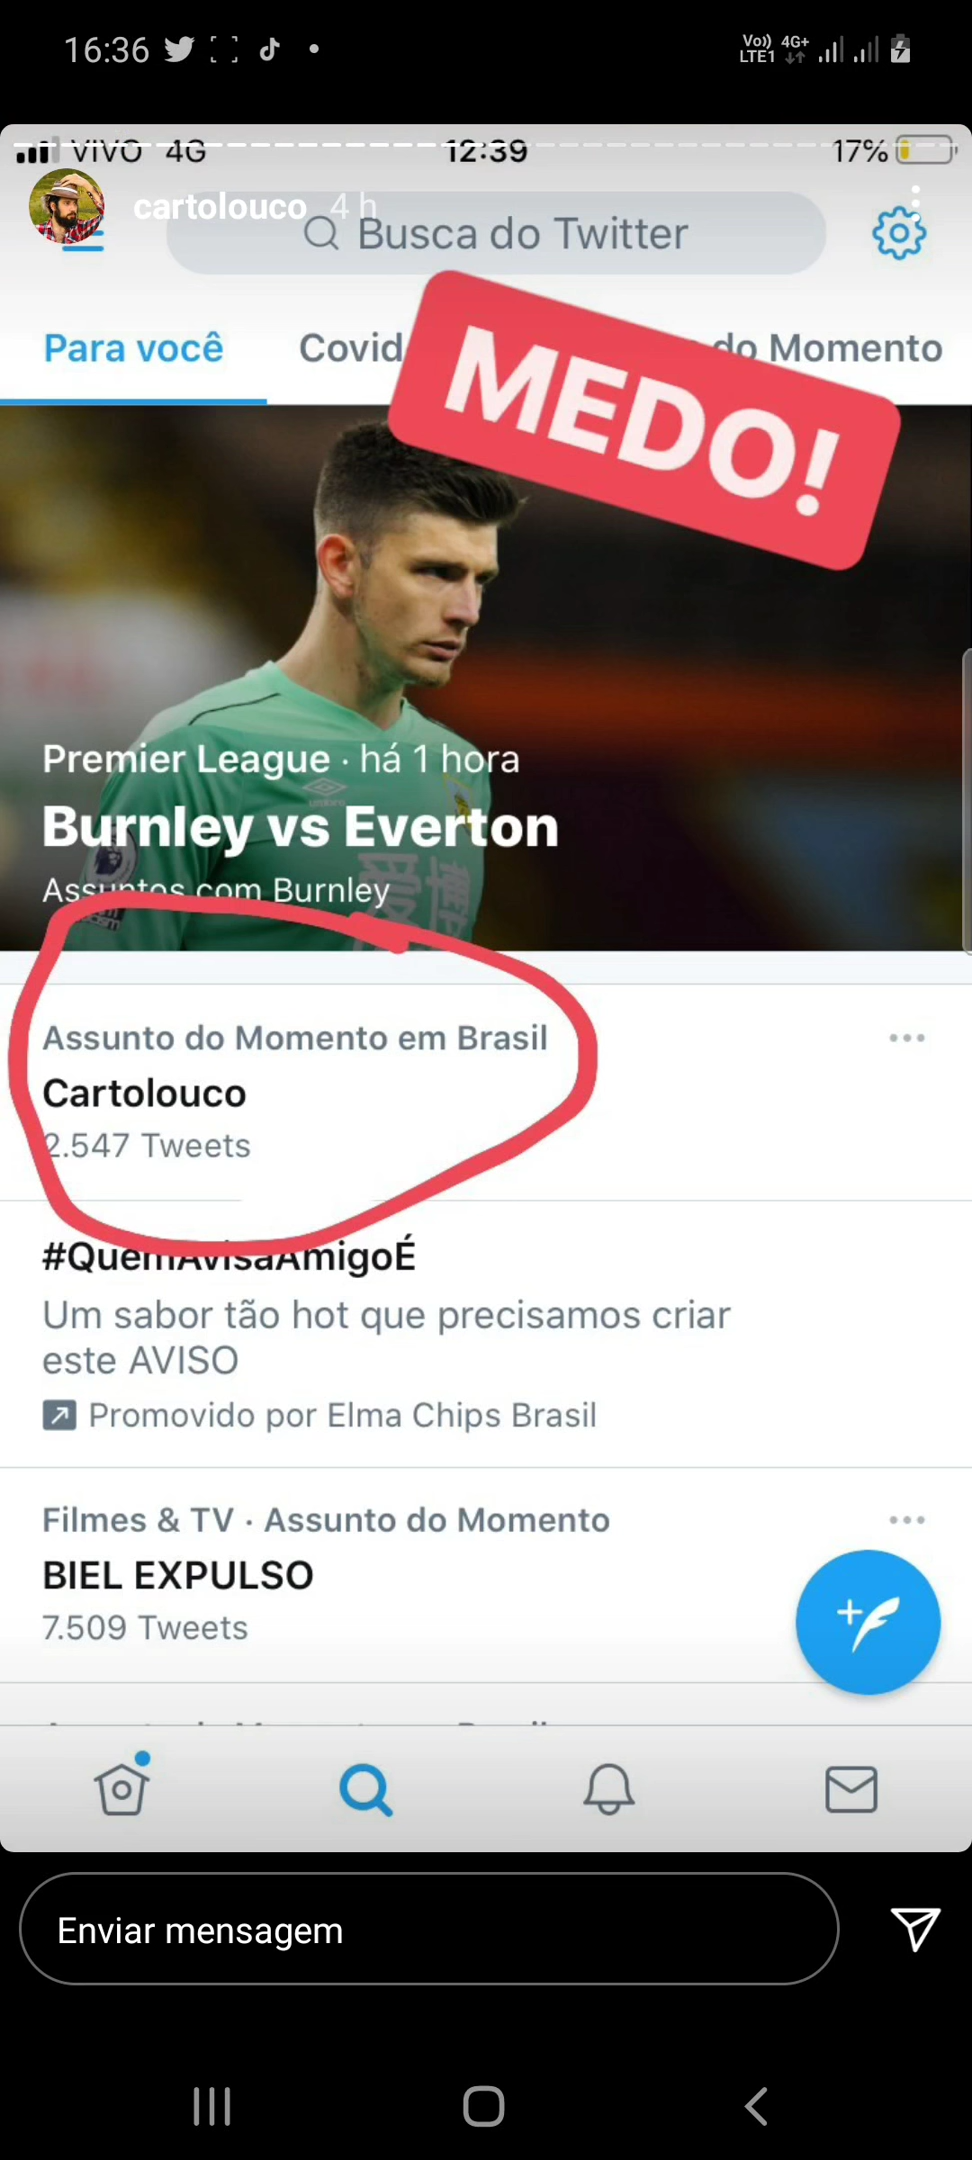 16:36
Vo)) 4G+
LTE1
VIVO 4G 12:39 17%
cartolouco 4 h
Busca do Twitter
Para você Covid do Momento
MEDO!
Premier League · há 1 hora
Burnley vs Everton
Assuntos com Burnley
Assunto do Momento em Brasil
Cartolouco
2.547 Tweets
#QuemAvisaAmigoÉ
Um sabor tão hot que precisamos criar
este AVISO
Promovido por Elma Chips Brasil
Filmes & TV · Assunto do Momento
BIEL EXPULSO
7.509 Tweets
Enviar mensagem